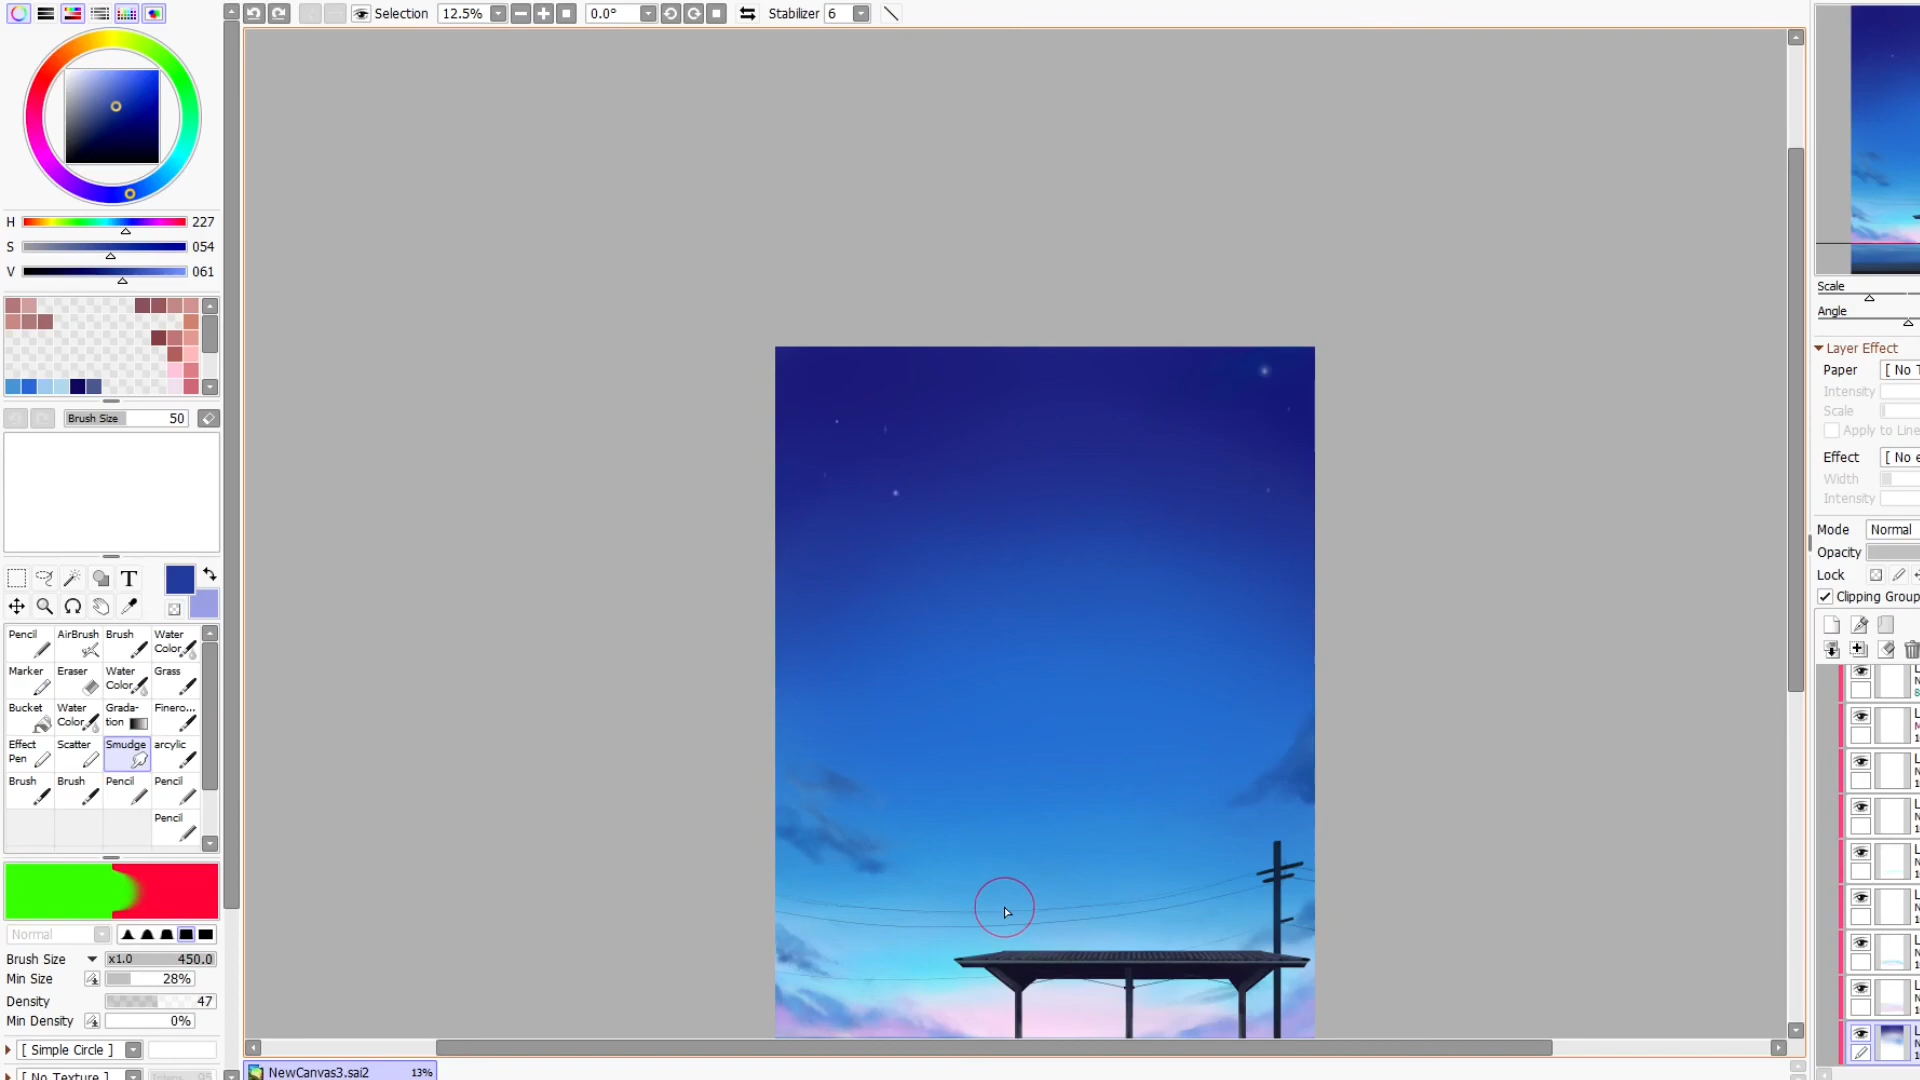 Selection 12.5% 0.0° Stabilizer 6
H 227
S 054
V 061
Brush Size 50
T
Pencil AirBrush Brush Water Color
Marker Eraser Water Color Grass
Bucket Water Color Grada-tion Finero...
Effect Pen Scatter Smudge arcylic
Brush Brush Pencil Pencil
Pencil
Normal
Brush Size x1.0 450.0
Min Size 28%
Density 47
Min Density 0%
[ Simple Circle ]
[ No Texture ]
NewCanvas3.sai2 13%
Scale
Angle
Layer Effect
Paper [ No T
Intensity
Scale
Apply to Line
Effect [ No e
Width
Intensity
Mode Normal
Opacity
Lock
Clipping Group